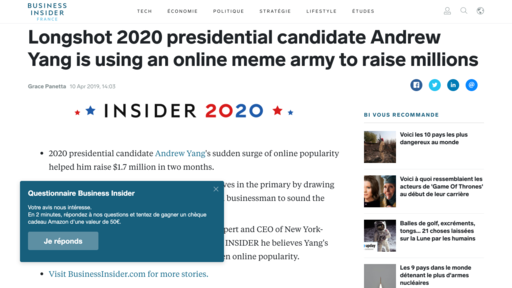 BUSINESS
INSIDER
FRANCE
TECH
ÉCONOMIE
POLITIQUE
STRATÉGIE
LIFESTYLE
ÉTUDES
Longshot 2020 presidential candidate Andrew
Yang is using an online meme army to raise millions
Grace Panetta
10 Apr 2019, 14:03
INSIDER 2020
2020 presidential candidate Andrew Yang's sudden surge of online popularity
helped him raise $1.7 million in two months.
ves in the primary by drawing
businessman to sound the
pert and CEO of New-York-
INSIDER he believes Yang's
en online popularity.
Visit BusinessInsider.com for more stories.
Questionnaire Business Insider
Votre avis nous intéresse.
En 2 minutes, répondez à nos questions et tentez de gagner un chèque
cadeau Amazon d'une valeur de 50€.
Je réponds
BI VOUS RECOMMANDE
Voici les 10 pays les plus
dangereux au monde
Voici à quoi ressemblaient les
acteurs de 'Game Of Thrones'
au début de leur carrière
Balles de golf, excréments,
tongs... 21 choses laissées
sur la Lune par les humains
Les 9 pays dans le monde
détenant le plus d'armes
nucléaires